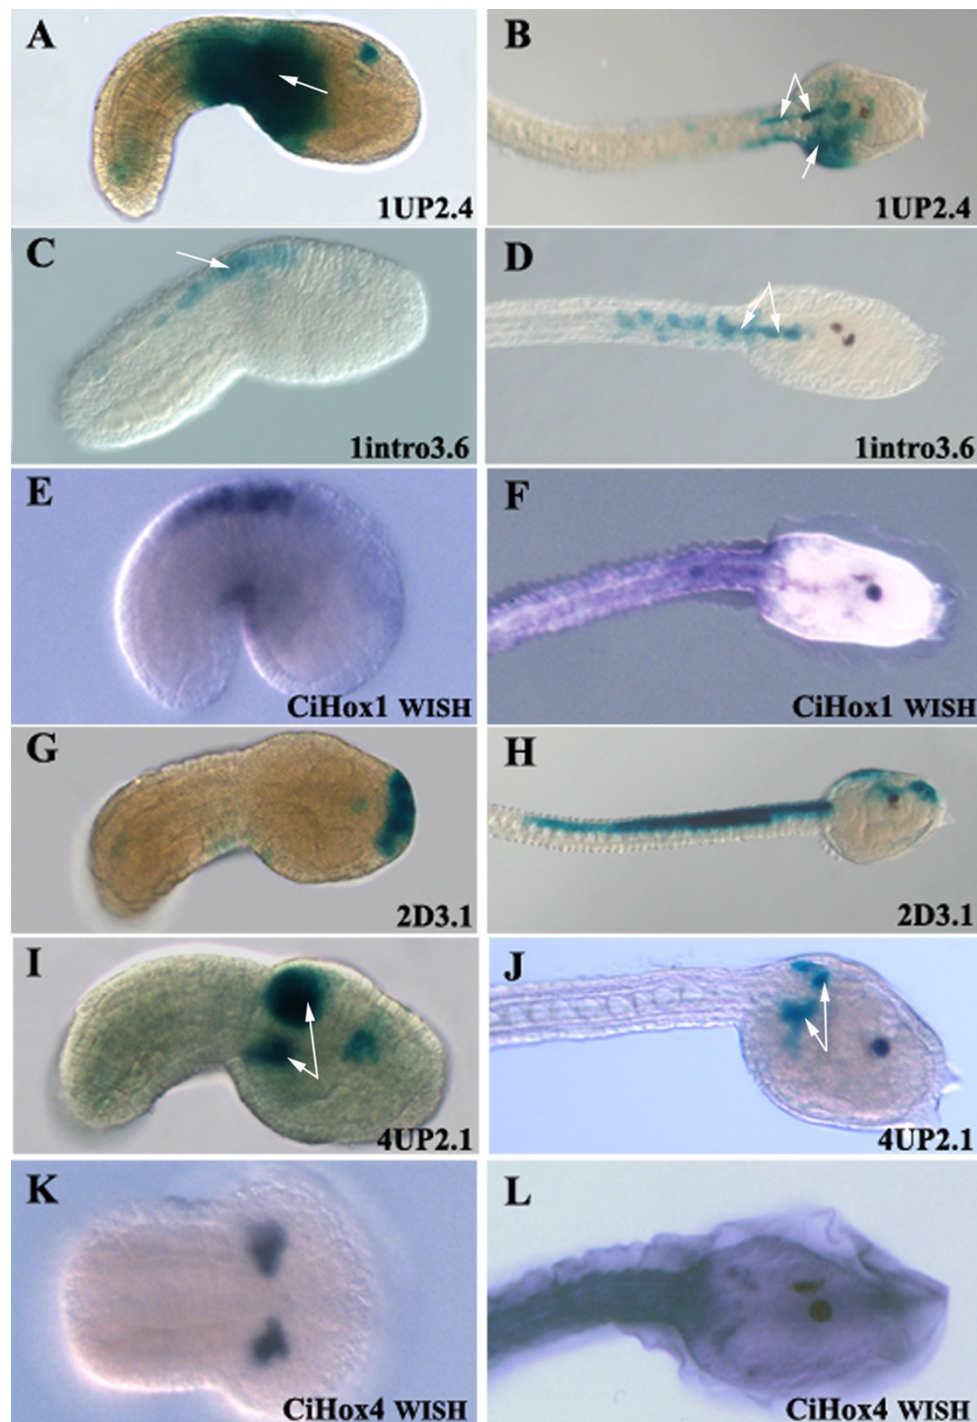 A
1UP2.4
B
1UP2.4
C
1intro3.6
D
1intro3.6
E
CiHox1 WISH
F
CiHox1 WISH
G
2D3.1
H
2D3.1
I
4UP2.1
J
4UP2.1
K
CiHox4 WISH
L
CiHox4 WISH